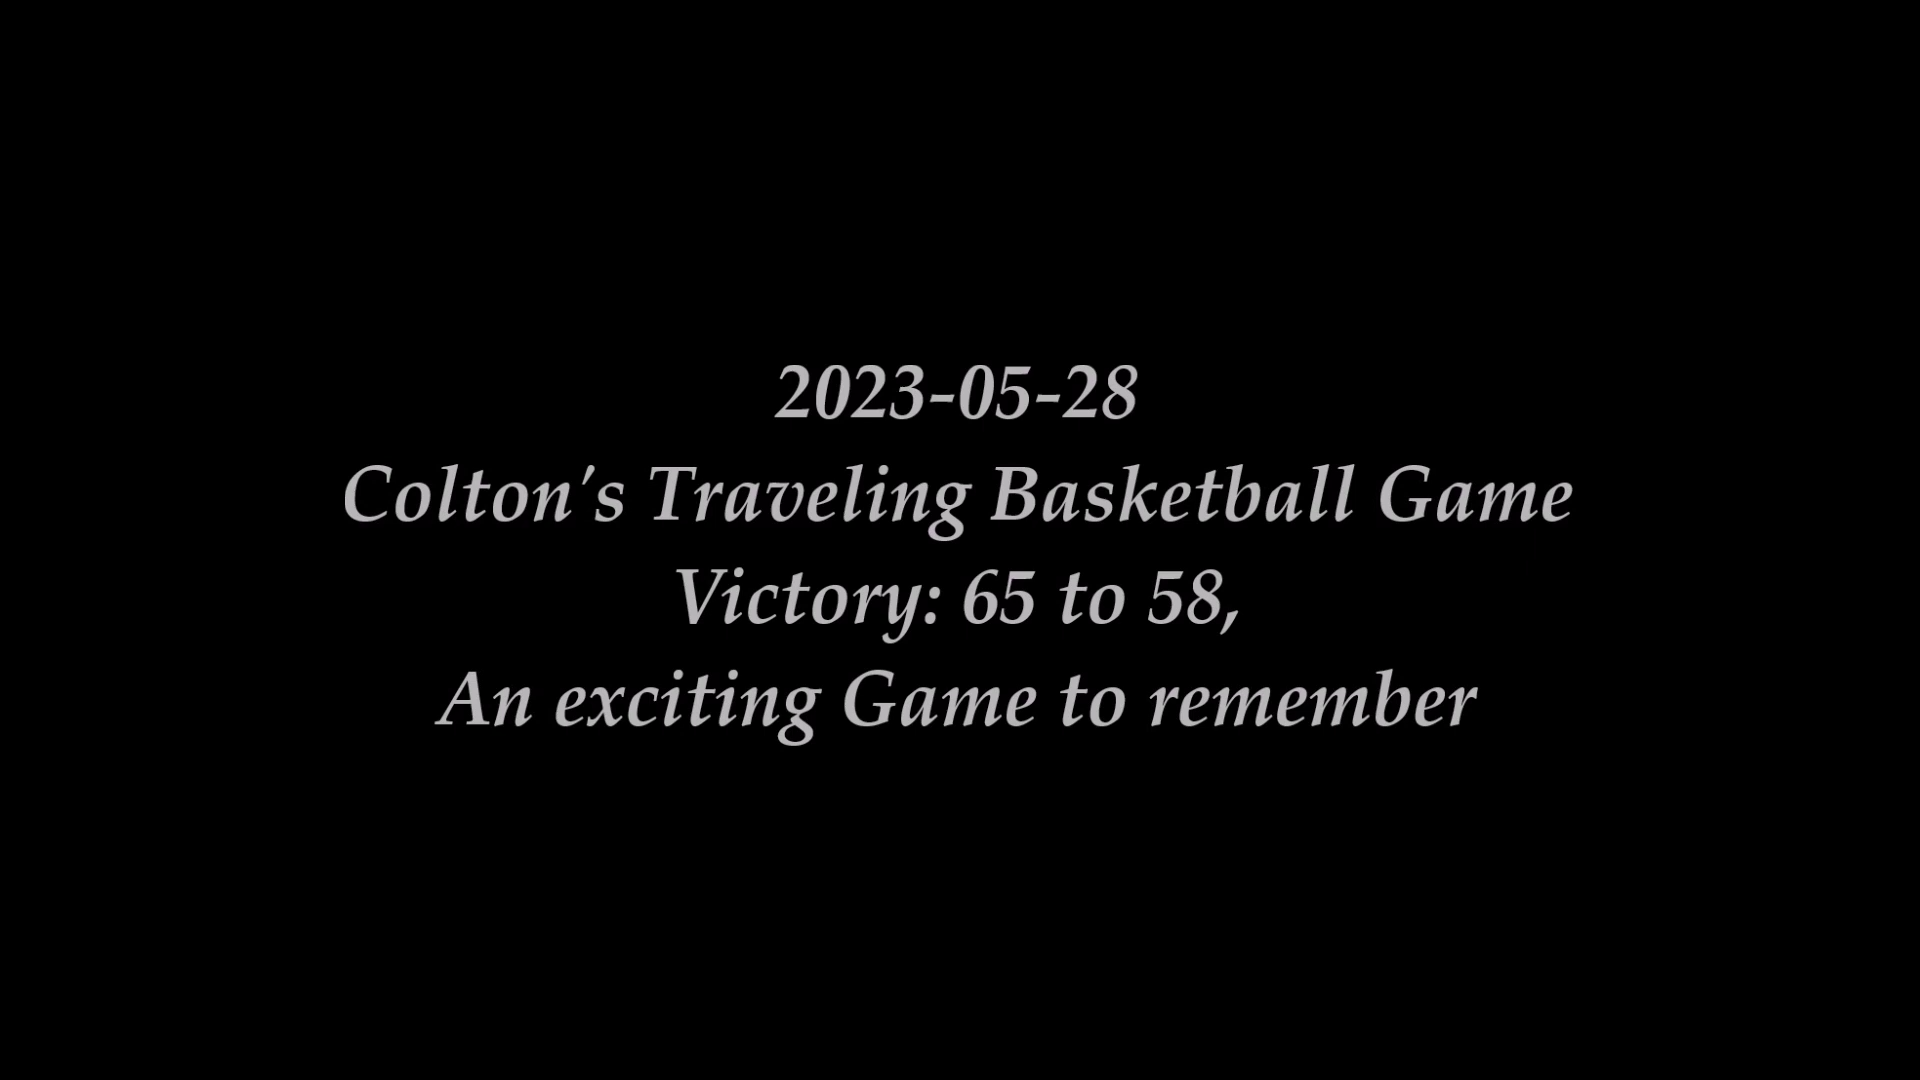 2023-05-28
Colton's Traveling Basketball Game
Victory: 65 to 58,
An exciting Game to remember